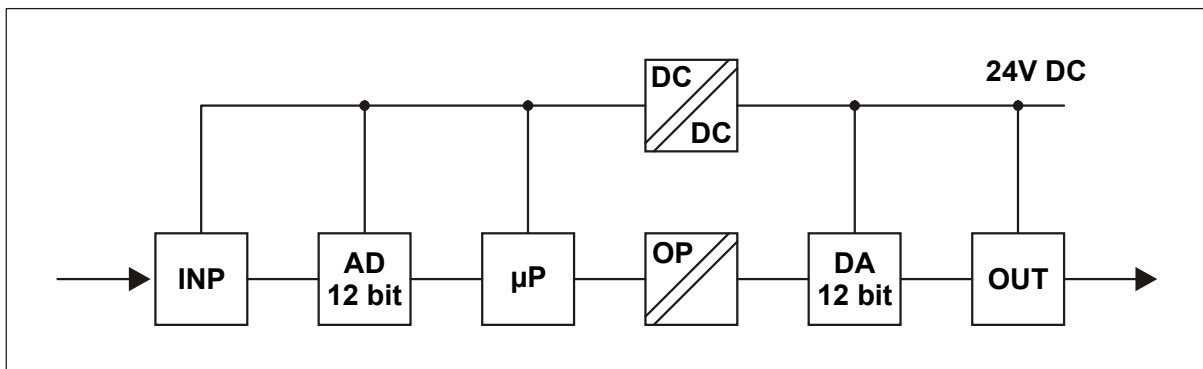 DC
DC
24V DC
INP
AD
12 bit
µP
OP
DA
12 bit
OUT